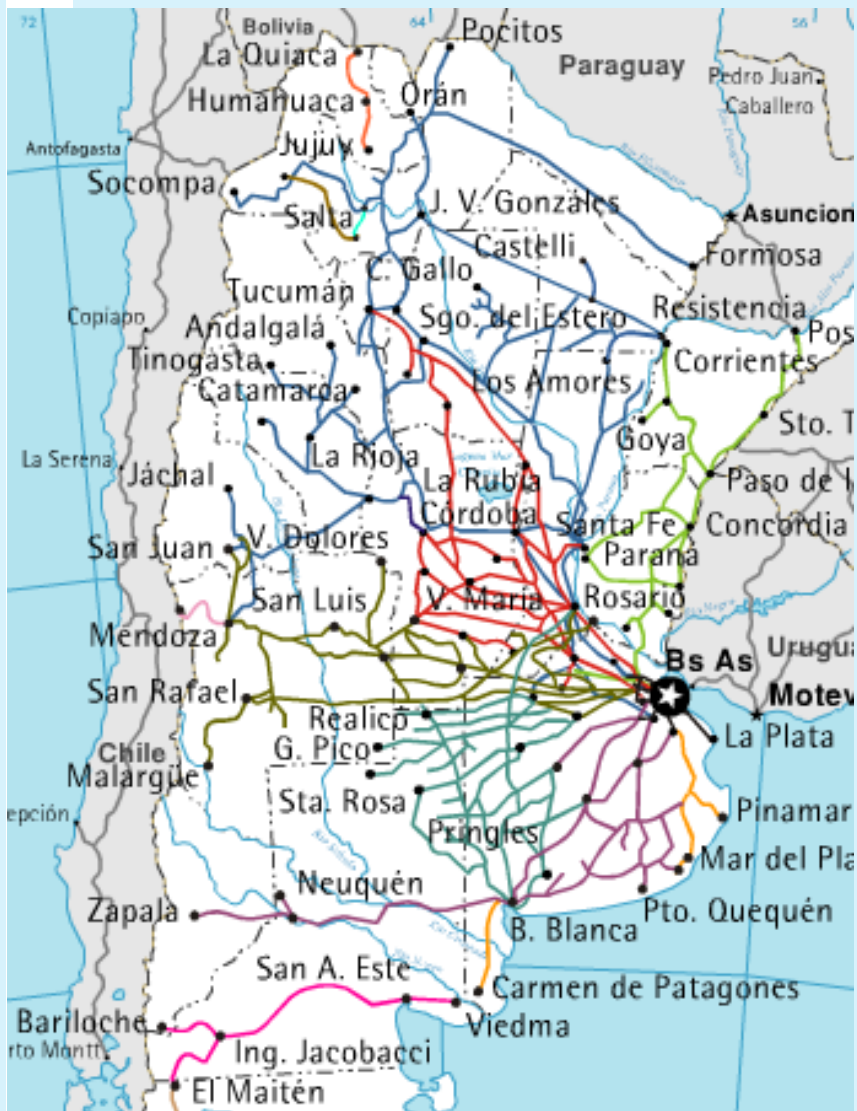 72
64
56
Bolivia
Pocitos
La Quiaca
Paraguay
Pedro Juan
Caballero
Humahuaca
Orán
Antofagasta
Jujuy
Socompa
J. V. Gonzáles
Asuncion
Salta
Castelli
Formosa
C. Gallo
Tucumán
Resistencia
Copiapo
Andalgalá
Sgo. del Estero
Pos
Tinogasta
Corrientes
Catamarca
Los Amores
Goya
Sto. T
La Serena
La Rioja
La Rubia
Paso de l
Jáchal
Córdoba
Santa Fe
Concordia
San Juan
V. Dolores
Paraná
San Luis
V. María
Rosario
Mendoza
Bs As
Urugua
San Rafael
Motev
Realico
La Plata
Chile
G. Pico
Malargüe
Sta. Rosa
Pinamar
epción
Pringles
Mar del Pla
Neuquén
Zapala
Pto. Quequén
B. Blanca
San A. Este
Carmen de Patagones
Bariloche
Viedma
rto Montt
Ing. Jacobacci
El Maitén